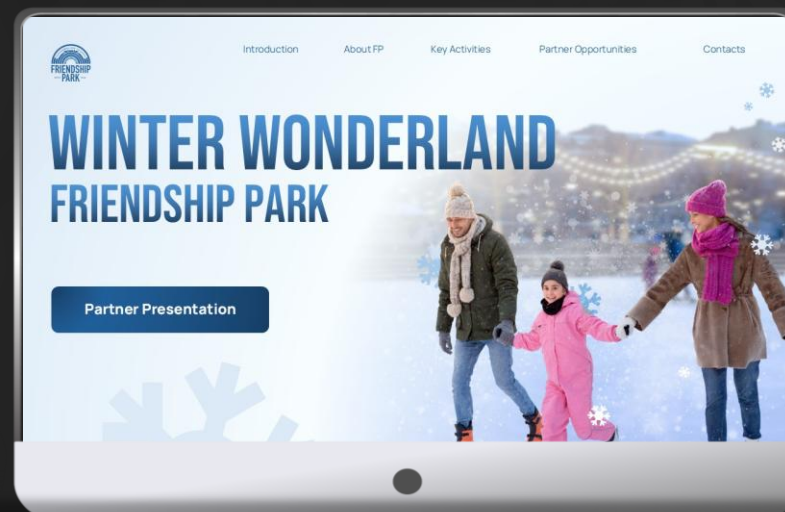 FRIENDSHIP
PARK
Introduction
About FP
Key Activities
Partner Opportunities
Contacts
WINTER WONDERLAND
FRIENDSHIP PARK
Partner Presentation